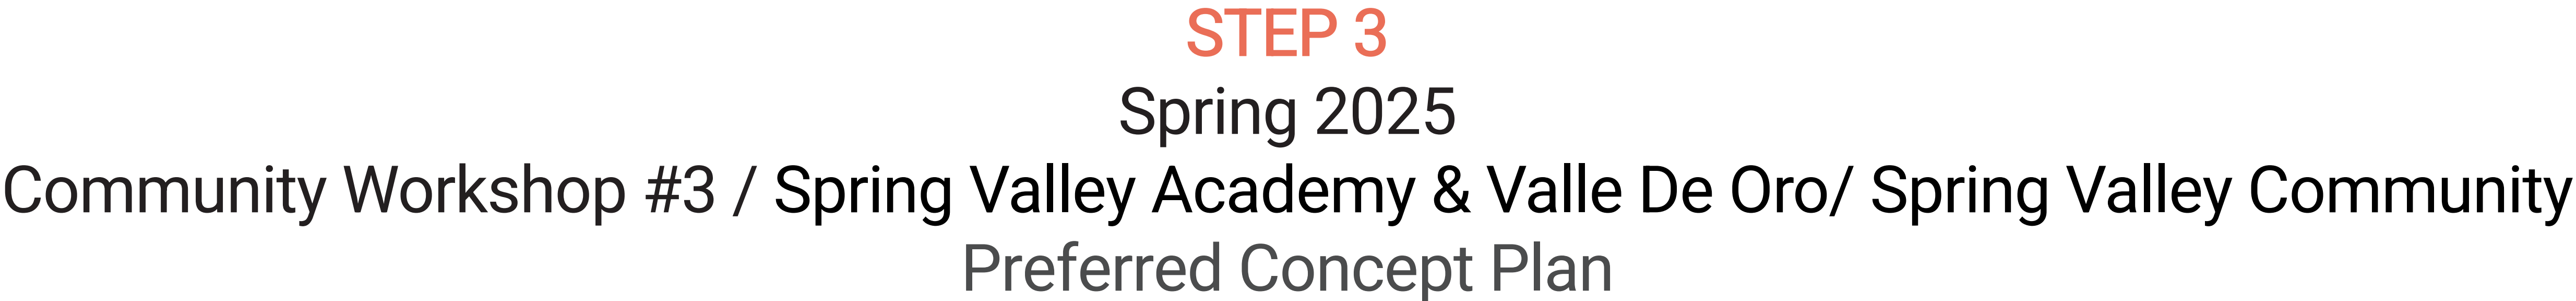 STEP 3
Spring 2025
Community Workshop #3 / Spring Valley Academy & Valle De Oro/ Spring Valley Community
Preferred Concept Plan